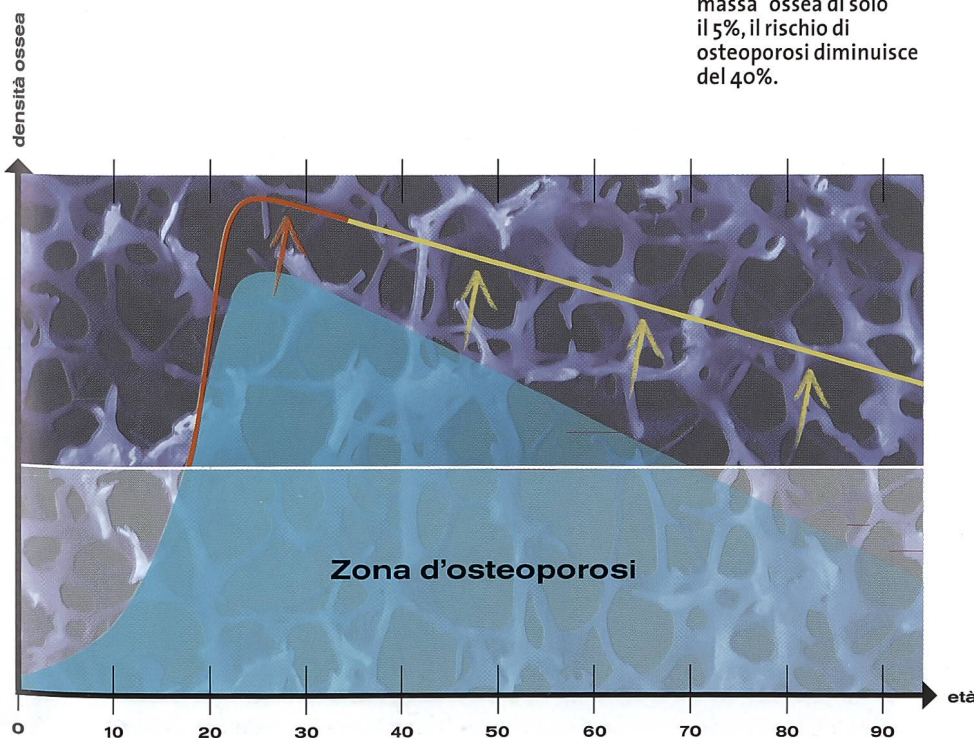 massa ossea di solo
il 5%, il rischio di
osteoporosi diminuisce
del 40%.
densità ossea
Zona d'osteoporosi
età
0 10 20 30 40 50 60 70 80 90